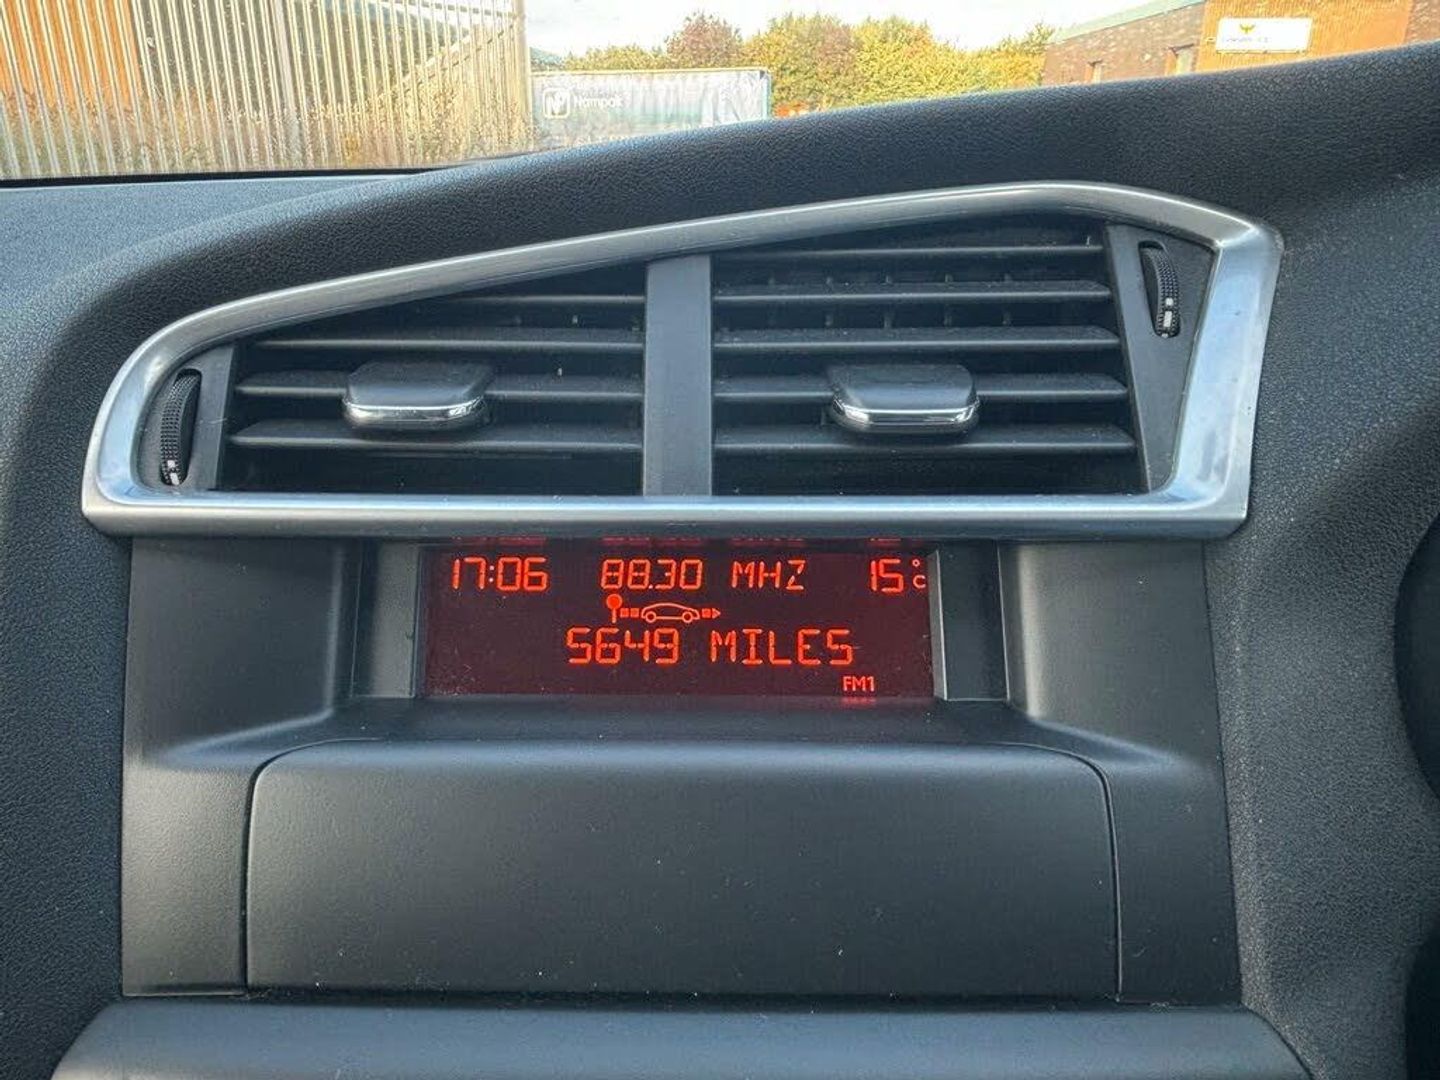 Nampak
17:06 88.30 MHZ 15°C
5649 MILES
FM1